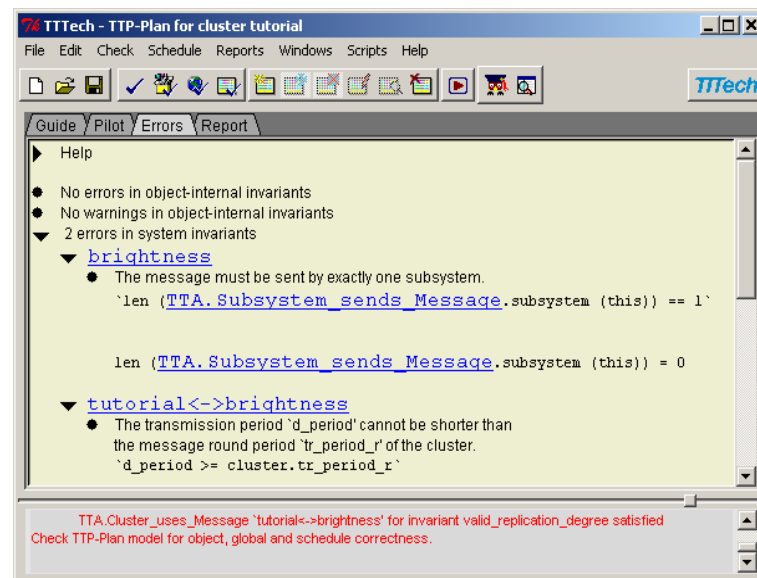 TTTech - TTP-Plan for cluster tutorial
File Edit Check Schedule Reports Windows Scripts Help
TTTech
Guide Pilot Errors Report
Help
No errors in object-internal invariants
No warnings in object-internal invariants
2 errors in system invariants
brightness
The message must be sent by exactly one subsystem.
`len (TTA.Subsystem_sends_Message.subsystem (this)) == 1`
len (TTA.Subsystem_sends_Message.subsystem (this)) = 0
tutorial<->brightness
The transmission period `d_period' cannot be shorter than
the message round period `tr_period_r' of the cluster.
`d_period >= cluster.tr_period_r`
TTA.Cluster_uses_Message `tutorial<->brightness' for invariant valid_replication_degree satisfied
Check TTP-Plan model for object, global and schedule correctness.